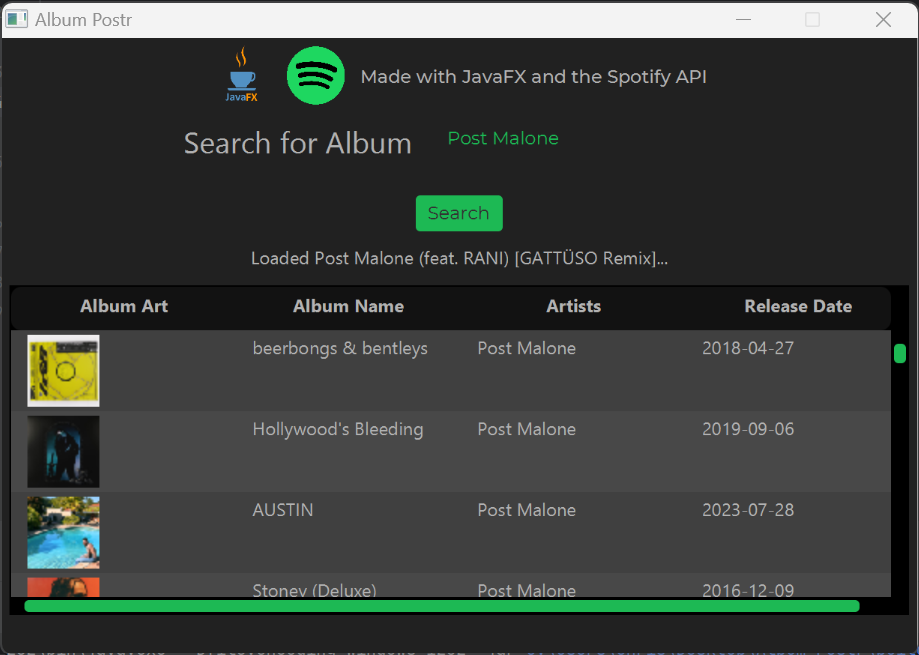 Album Postr
JavaFX
Made with JavaFX and the Spotify API
Search for Album Post Malone
Search
Loaded Post Malone (feat. RANI) [GATTÜSO Remix]...
Album Art Album Name Artists Release Date
beerbongs & bentleys Post Malone 2018-04-27
Hollywood's Bleeding Post Malone 2019-09-06
AUSTIN Post Malone 2023-07-28
Stoney (Deluxe) Post Malone 2016-12-09